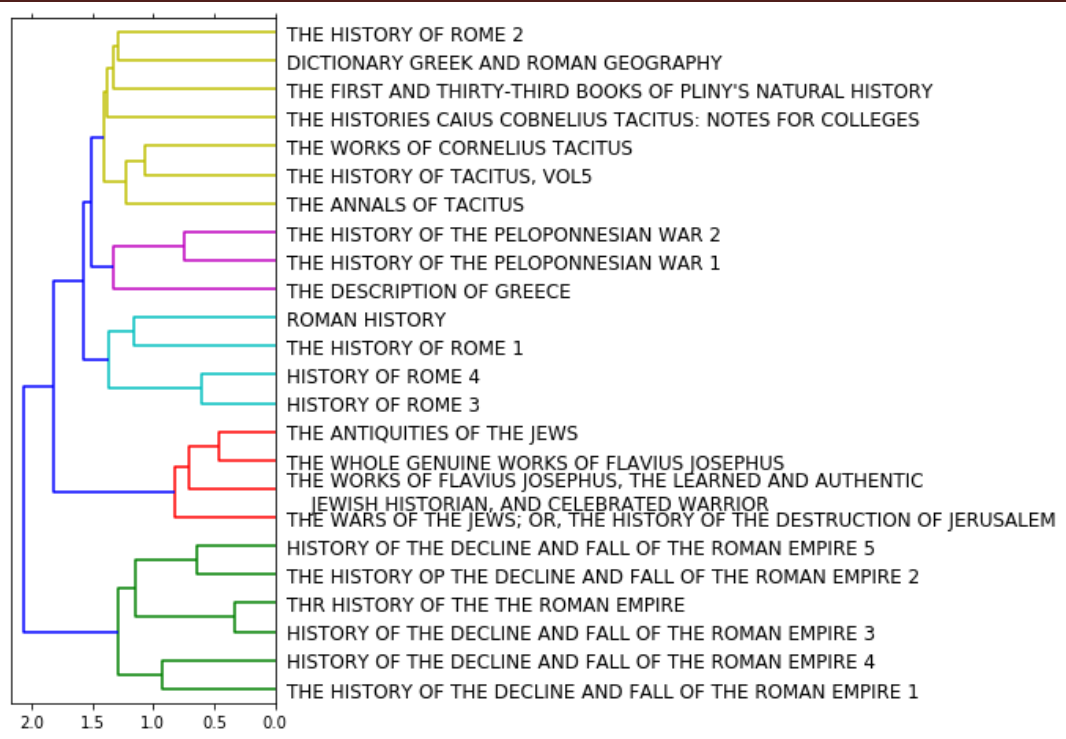 THE HISTORY OF ROME 2
DICTIONARY GREEK AND ROMAN GEOGRAPHY
THE FIRST AND THIRTY-THIRD BOOKS OF PLINY'S NATURAL HISTORY
THE HISTORIES CAIUS COBNELIUS TACITUS: NOTES FOR COLLEGES
THE WORKS OF CORNELIUS TACITUS
THE HISTORY OF TACITUS, VOL5
THE ANNALS OF TACITUS
THE HISTORY OF THE PELOPONNESIAN WAR 2
THE HISTORY OF THE PELOPONNESIAN WAR 1
THE DESCRIPTION OF GREECE
ROMAN HISTORY
THE HISTORY OF ROME 1
HISTORY OF ROME 4
HISTORY OF ROME 3
THE ANTIQUITIES OF THE JEWS
THE WHOLE GENUINE WORKS OF FLAVIUS JOSEPHUS
THE WORKS OF FLAVIUS JOSEPHUS, THE LEARNED AND AUTHENTIC
JEWISH HISTORIAN, AND CELEBRATED WARRIOR
THE WARS OF THE JEWS; OR, THE HISTORY OF THE DESTRUCTION OF JERUSALEM
HISTORY OF THE DECLINE AND FALL OF THE ROMAN EMPIRE 5
THE HISTORY OP THE DECLINE AND FALL OF THE ROMAN EMPIRE 2
THR HISTORY OF THE THE ROMAN EMPIRE
HISTORY OF THE DECLINE AND FALL OF THE ROMAN EMPIRE 3
HISTORY OF THE DECLINE AND FALL OF THE ROMAN EMPIRE 4
THE HISTORY OF THE DECLINE AND FALL OF THE ROMAN EMPIRE 1
2.0 1.5 1.0 0.5 0.0